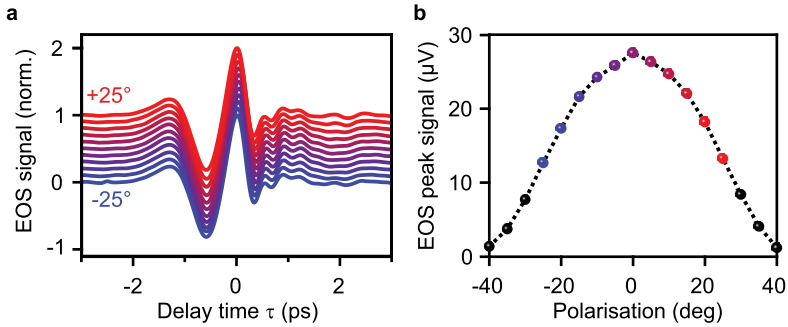 a
EOS signal (norm.)
2
1
0
-1
+25°
-25°
-2 0 2
Delay time τ (ps)
b
EOS peak signal (µV)
30
20
10
0
-40 -20 0 20 40
Polarisation (deg)